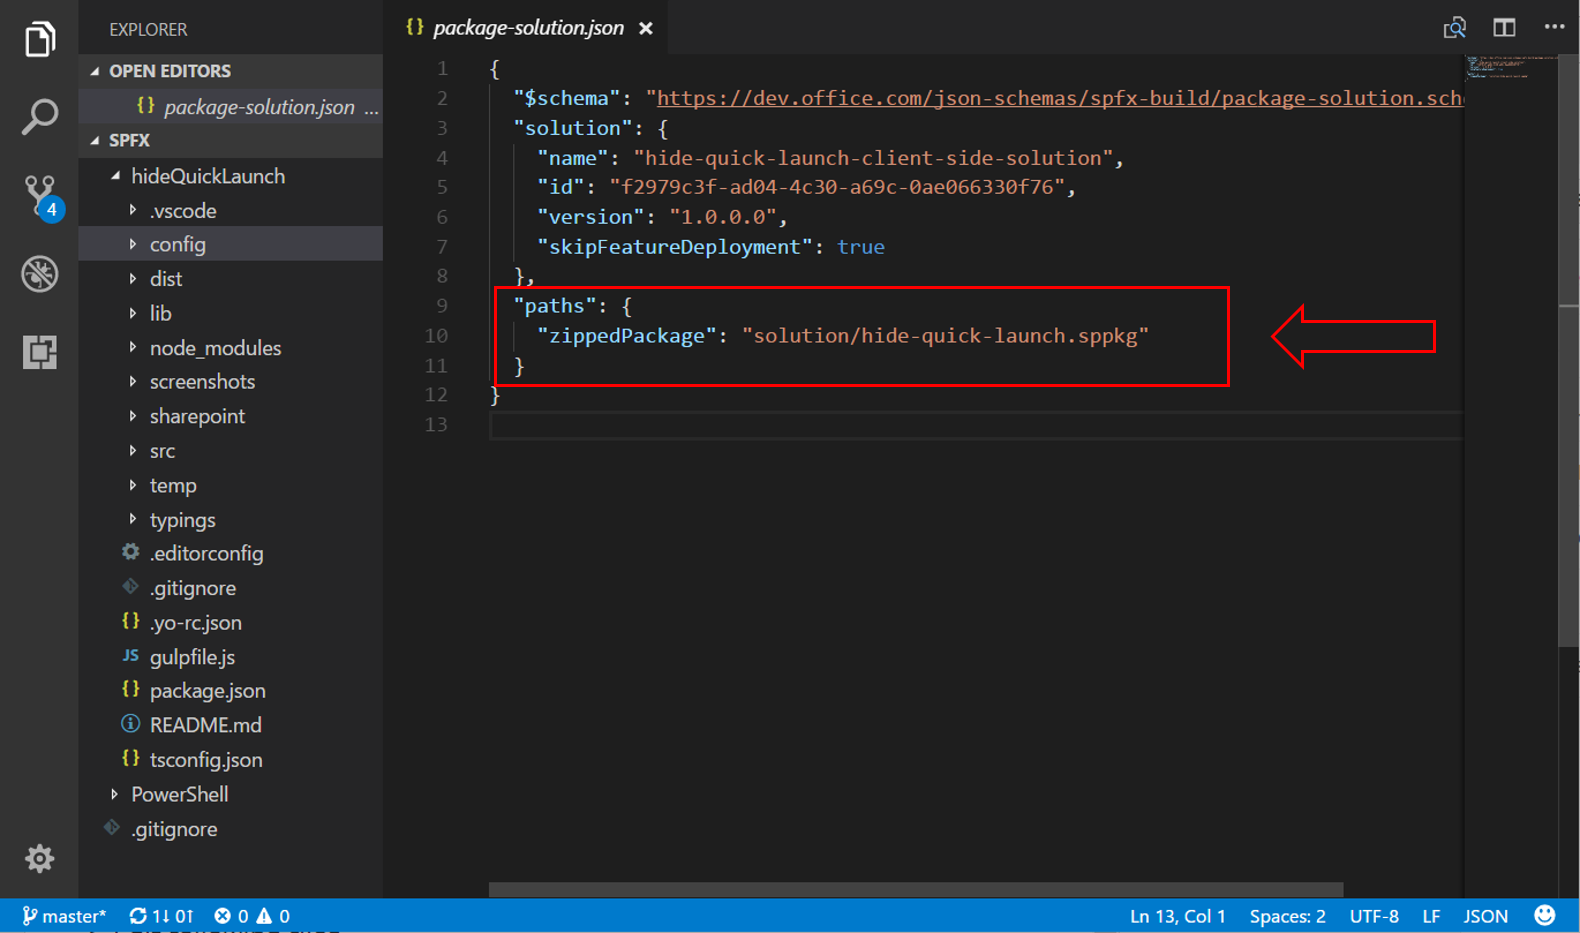 EXPLORER
OPEN EDITORS
{} package-solution.json ...
SPFX
hideQuickLaunch
.vscode
config
dist
lib
node_modules
screenshots
sharepoint
src
temp
typings
.editorconfig
.gitignore
{} .yo-rc.json
JS gulpfile.js
{} package.json
README.md
{} tsconfig.json
PowerShell
.gitignore
4
{} package-solution.json ×
1 {
2 "$schema": "https://dev.office.com/json-schemas/spfx-build/package-solution.sche
3 "solution": {
4 "name": "hide-quick-launch-client-side-solution",
5 "id": "f2979c3f-ad04-4c30-a69c-0ae066330f76",
6 "version": "1.0.0.0",
7 "skipFeatureDeployment": true
8 },
9 "paths": {
10 "zippedPackage": "solution/hide-quick-launch.sppkg"
11 }
12 }
13
master* 1↓ 0↑ 0 0 Ln 13, Col 1 Spaces: 2 UTF-8 LF JSON